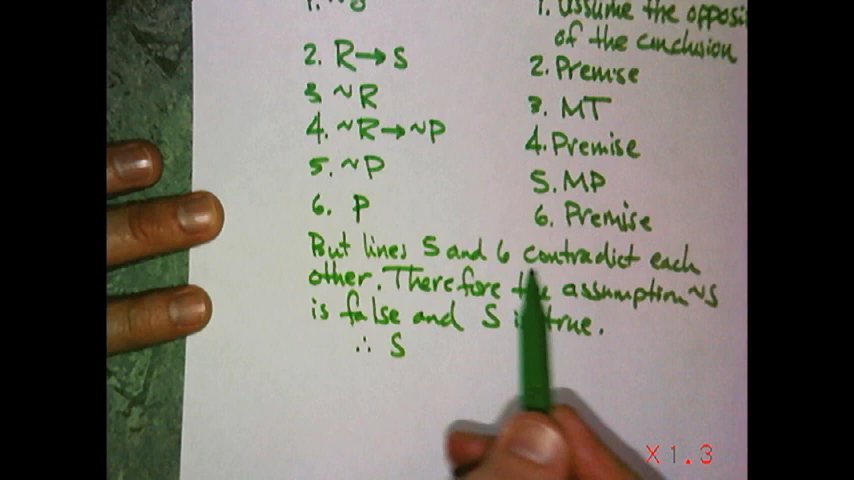 1. ~S
1. Assume the opposi
of the conclusion
2. R→S
2. Premise
3 ~R
3. MT
4. ~R→~P
4. Premise
5. ~P
5. MP
6. P
6. Premise
But lines 5 and 6 contradict each
other. Therefore the assumption ~S
is false and S is true.
∴ S
X1.3